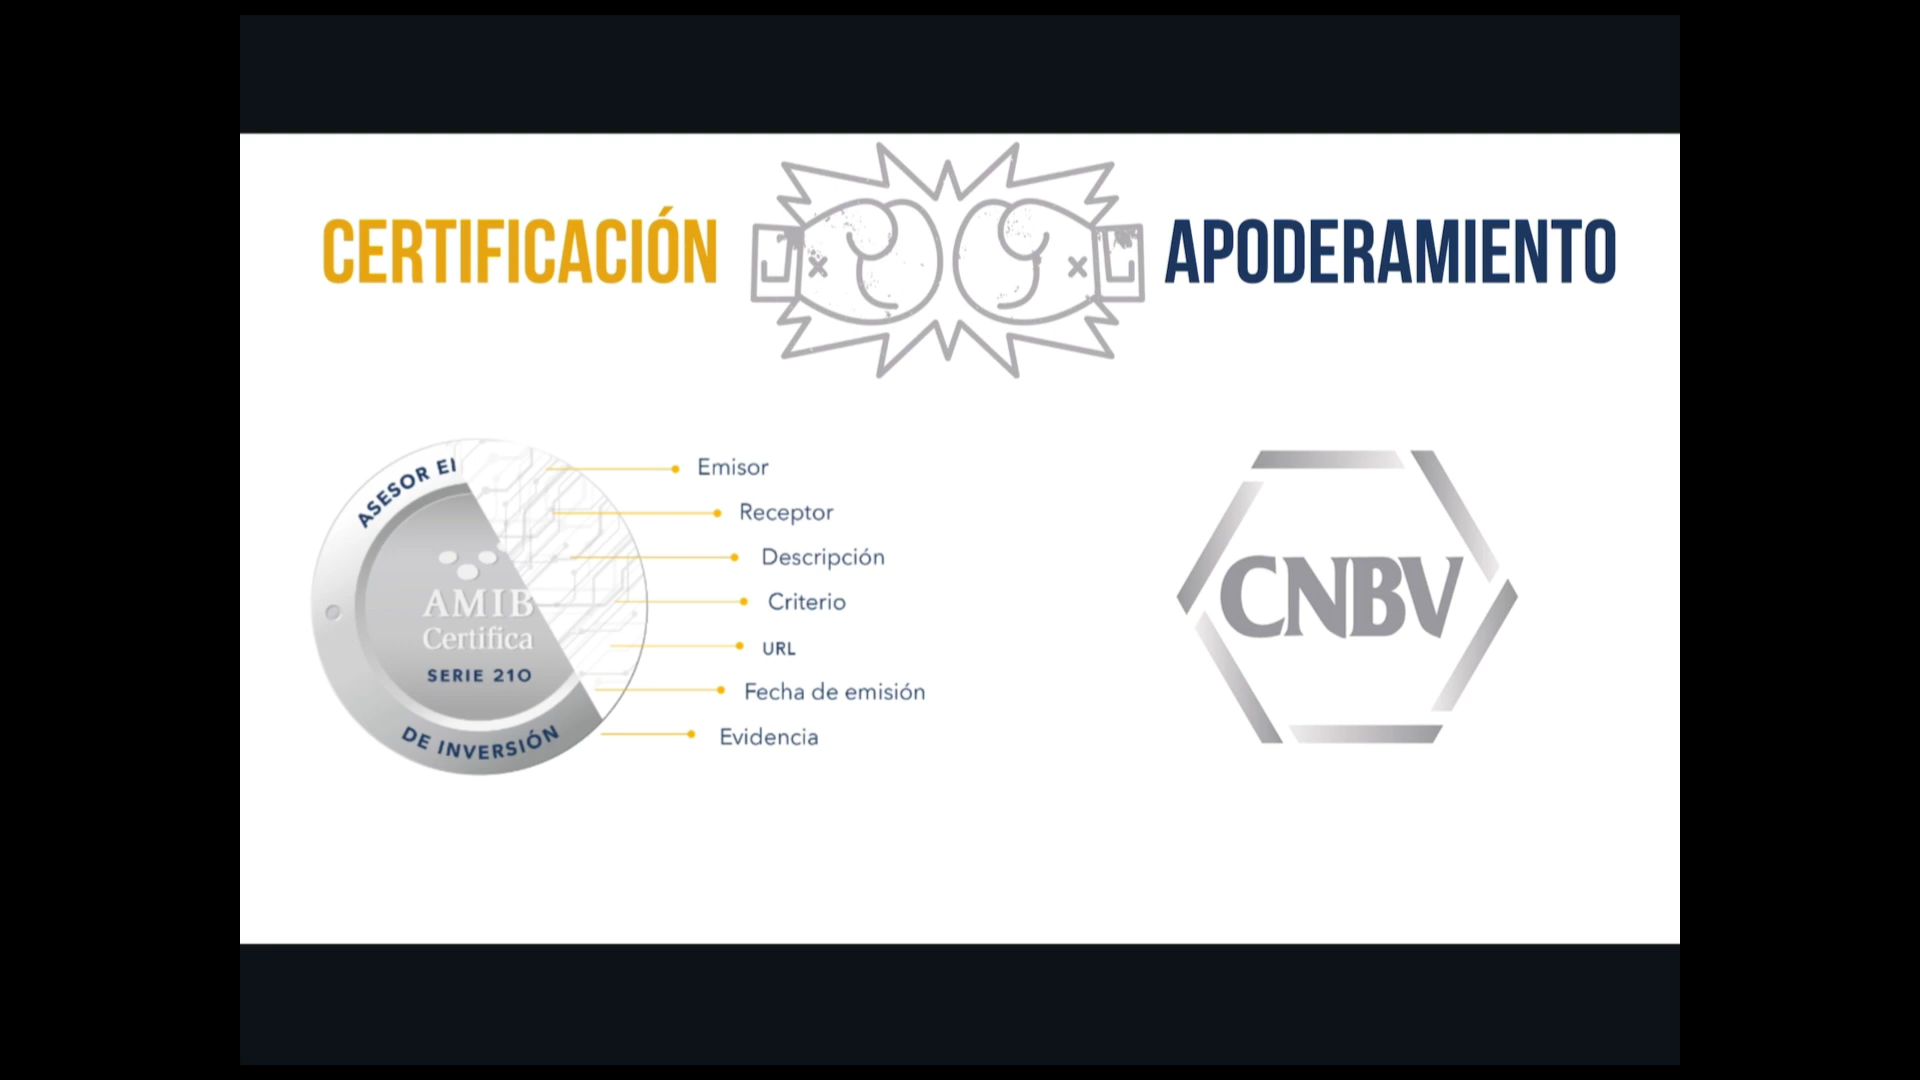 CERTIFICACIÓN
APODERAMIENTO
ASESOR
AMIB
Certifica
SERIE 210
DE INVERSIÓN
Emisor
Receptor
Descripción
Criterio
URL
Fecha de emisión
Evidencia
CNBV